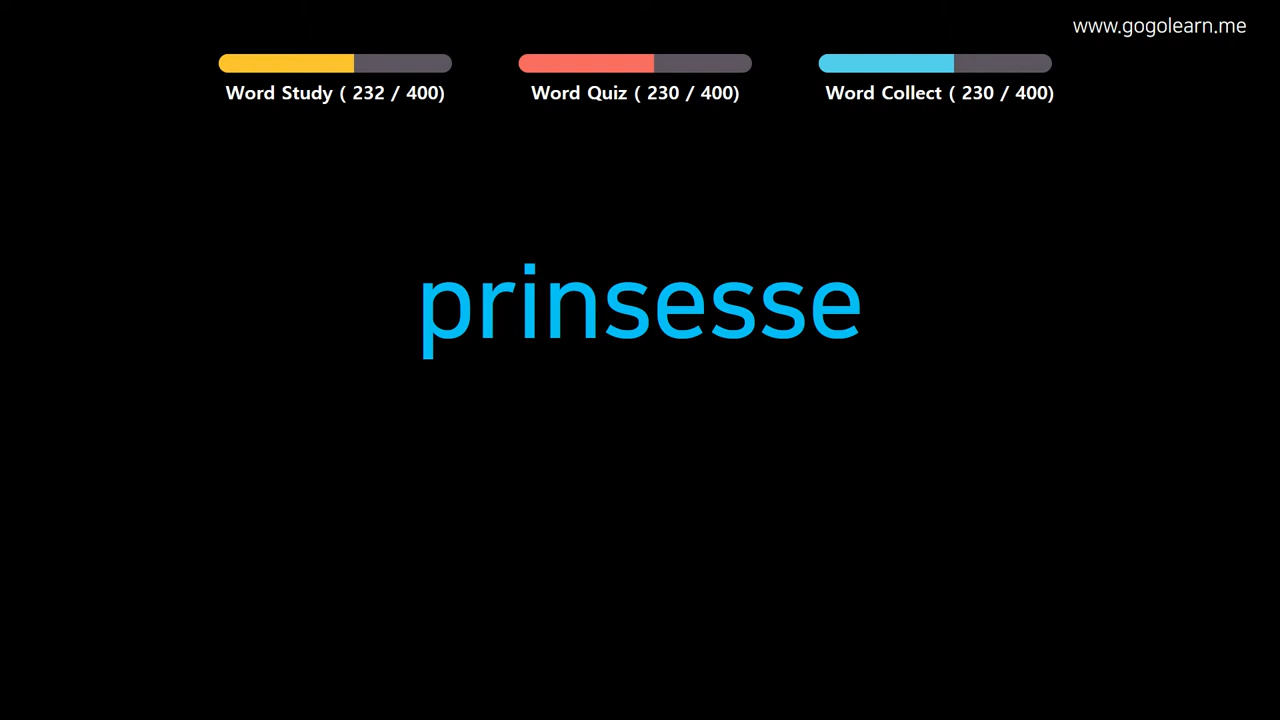 www.gogolearn.me
Word Study ( 232 / 400)
Word Quiz ( 230 / 400)
Word Collect ( 230 / 400)
prinsesse